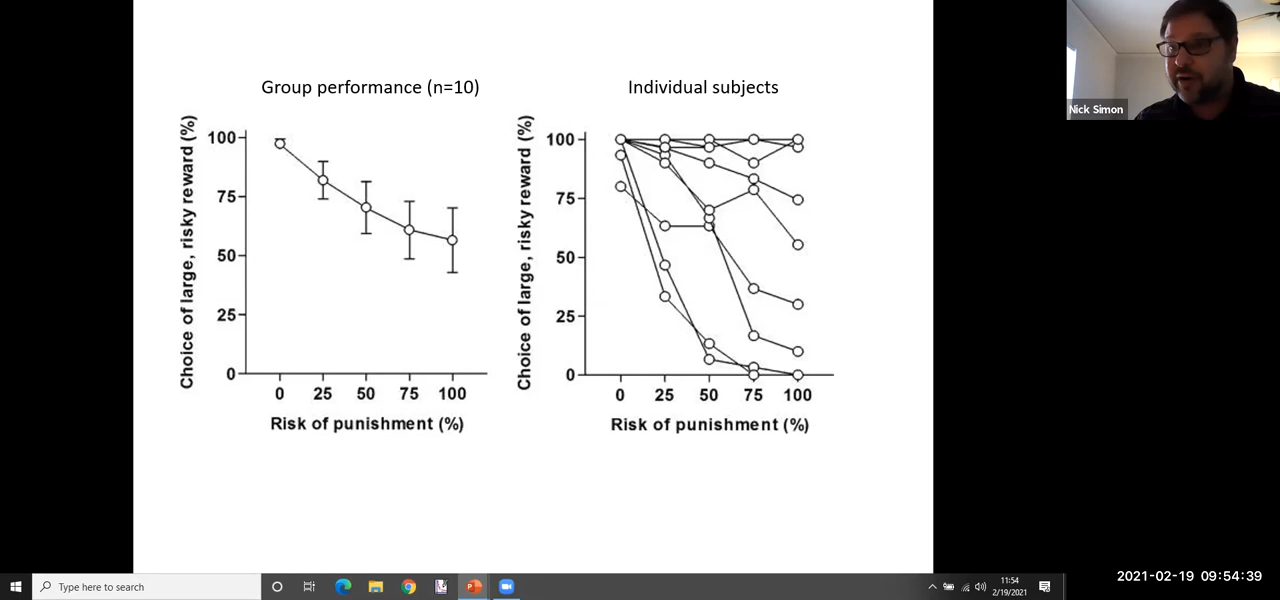 Group performance (n=10)
Individual subjects
Choice of large, risky reward (%)
100
75
50
25
0
0 25 50 75 100
Risk of punishment (%)
Choice of large, risky reward (%)
100
75
50
25
0
0 25 50 75 100
Risk of punishment (%)
Nick Simon
Type here to search
11:54
2/19/2021
2021-02-19 09:54:39